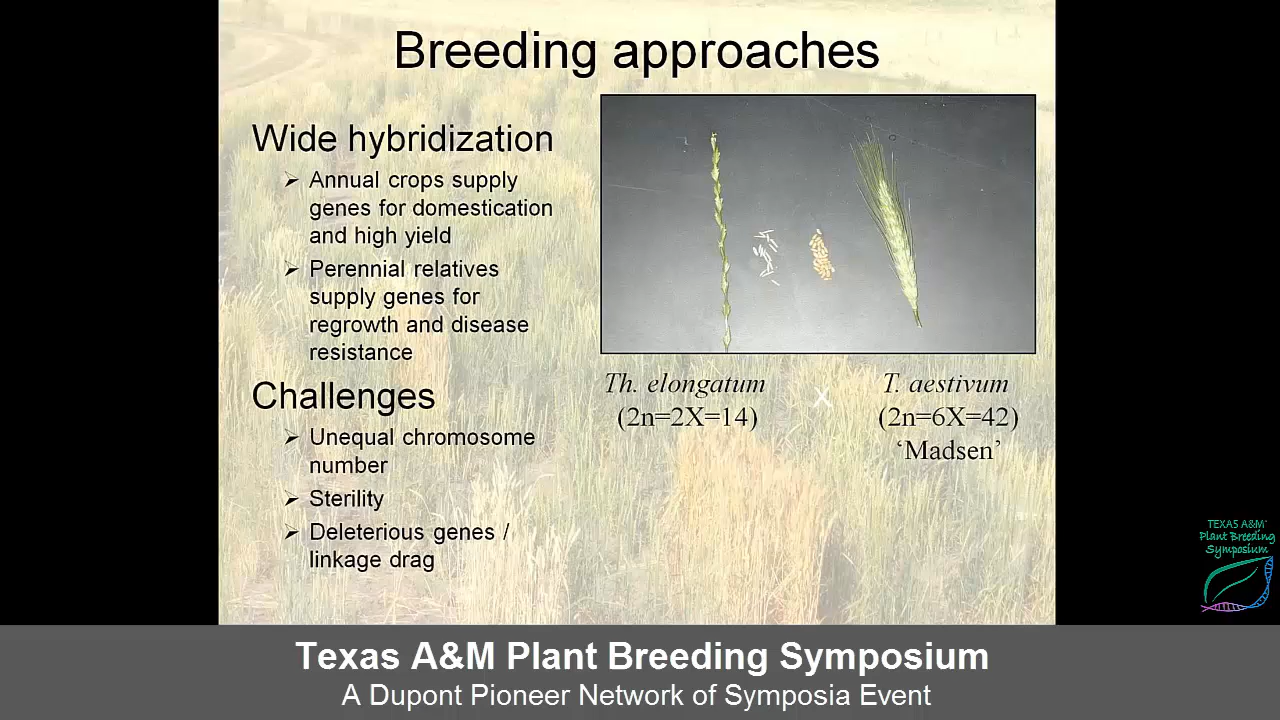 Breeding approaches
Wide hybridization
➢ Annual crops supply
genes for domestication
and high yield
➢ Perennial relatives
supply genes for
regrowth and disease
resistance
Challenges
➢ Unequal chromosome
number
➢ Sterility
➢ Deleterious genes /
linkage drag
Th. elongatum X T. aestivum
(2n=2X=14) (2n=6X=42)
‘Madsen’
TEXAS A&M
Plant Breeding
Symposium
Texas A&M Plant Breeding Symposium
A Dupont Pioneer Network of Symposia Event